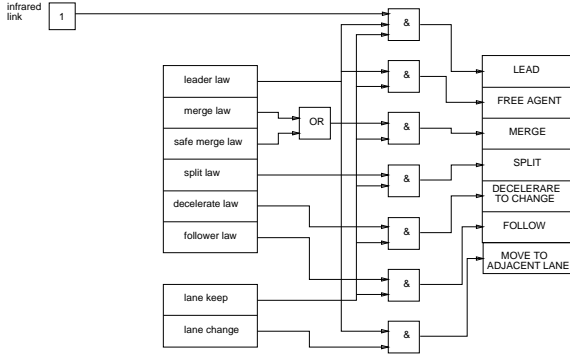 infrared
link
1
&
leader law
merge law
safe merge law
split law
decelerate law
follower law
OR
&
&
&
&
&
&
lane keep
lane change
LEAD
FREE AGENT
MERGE
SPLIT
DECELERARE
TO CHANGE
FOLLOW
MOVE TO
ADJACENT LANE